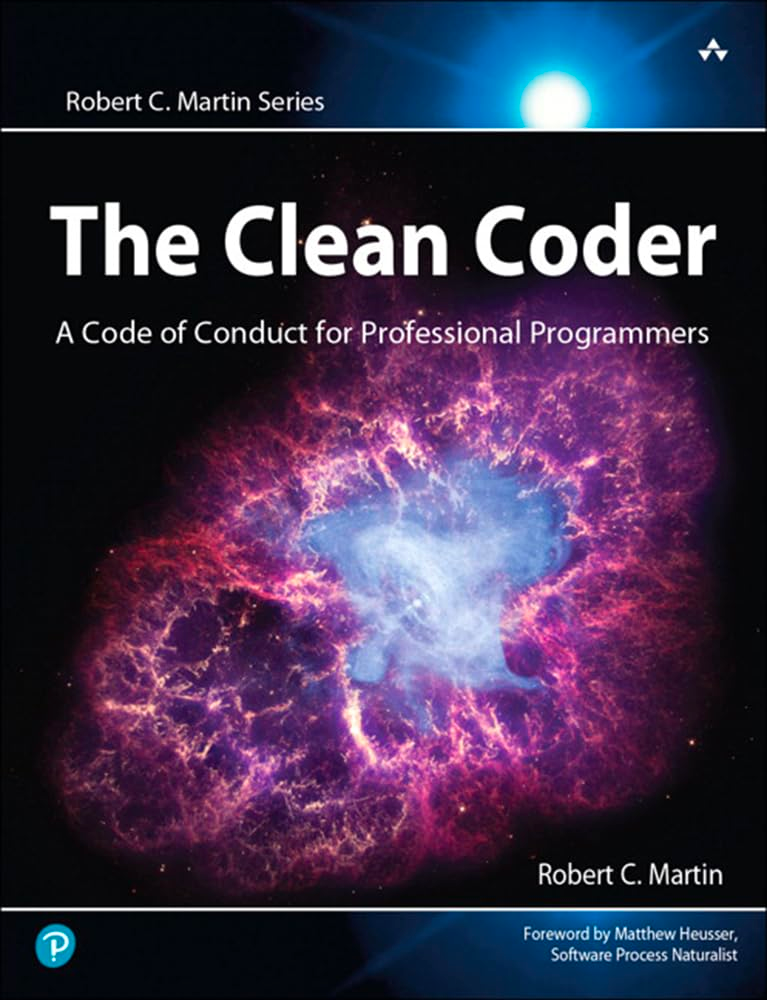 Robert C. Martin Series
The Clean Coder
A Code of Conduct for Professional Programmers
Robert C. Martin
P
Foreword by Matthew Heusser,
Software Process Naturalist